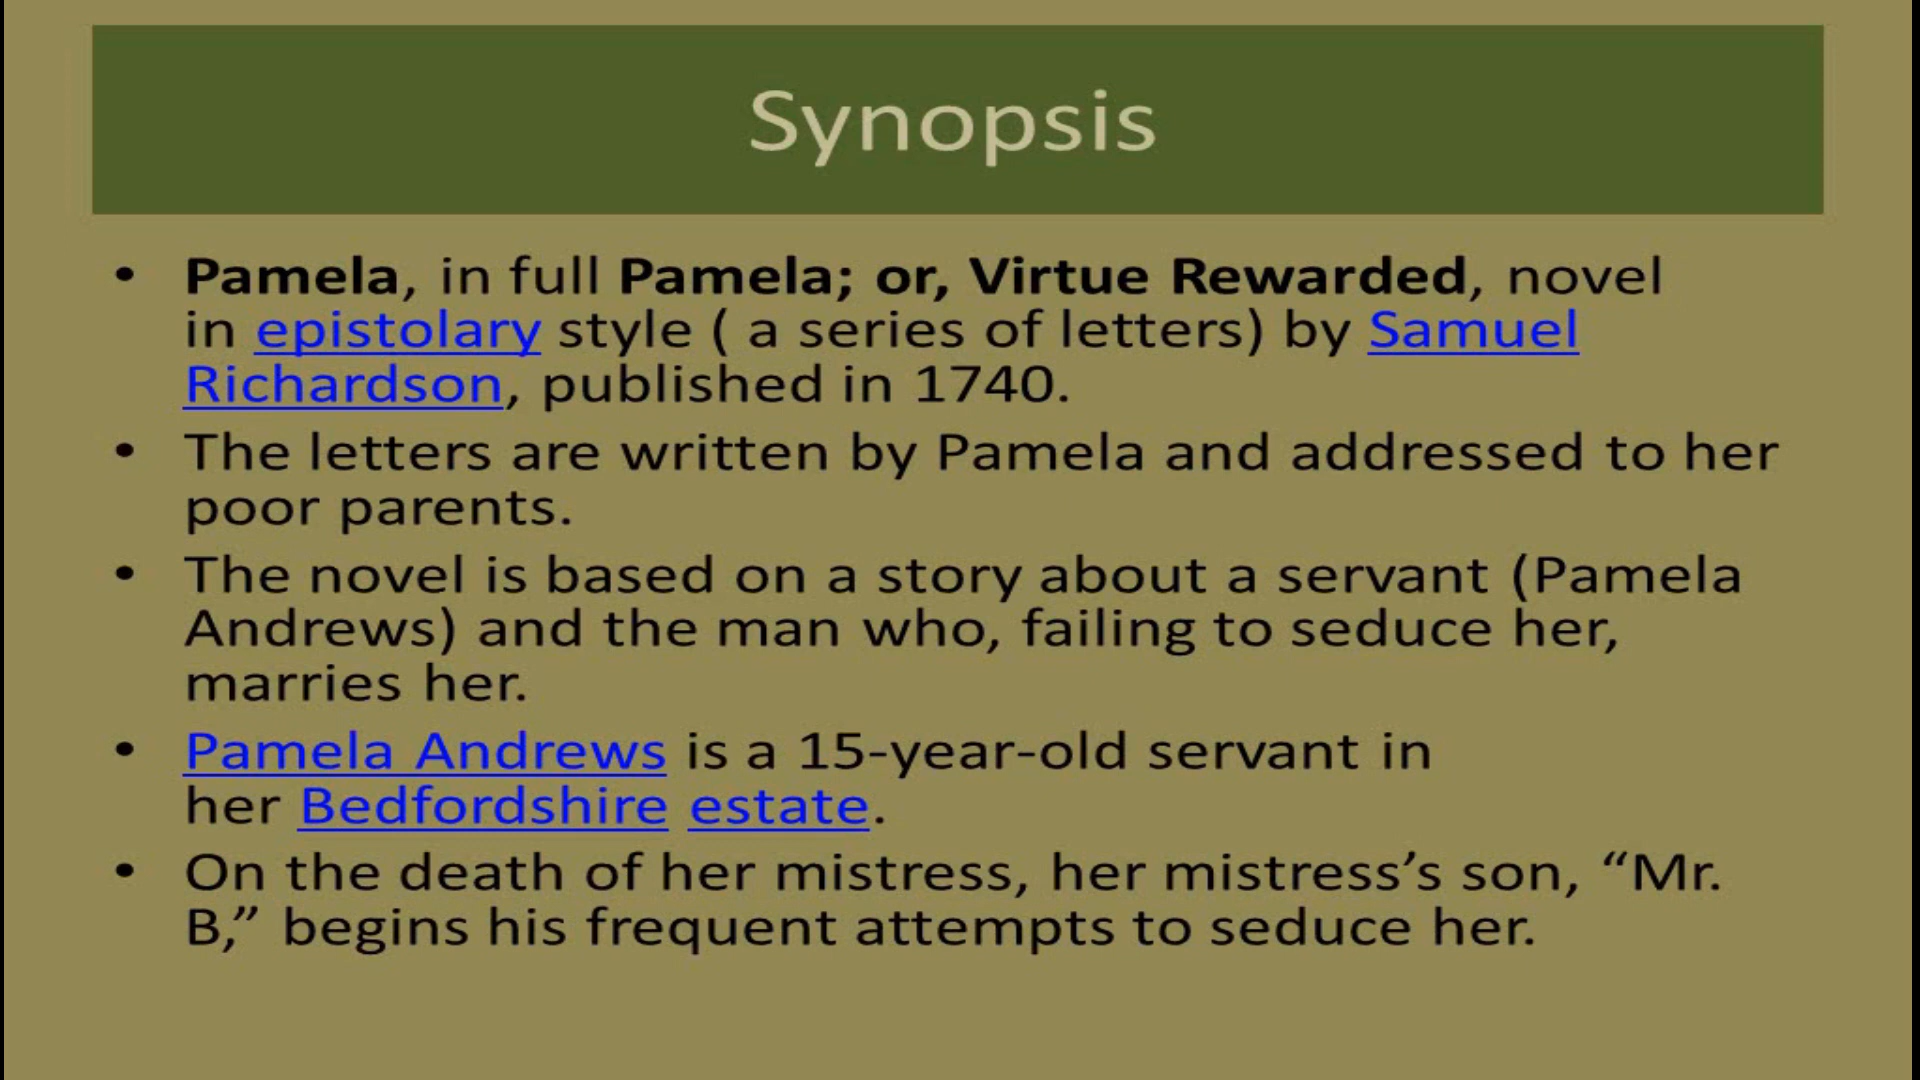 Synopsis
• Pamela, in full Pamela; or, Virtue Rewarded, novel
in epistolary style ( a series of letters) by Samuel
Richardson, published in 1740.
• The letters are written by Pamela and addressed to her
poor parents.
• The novel is based on a story about a servant (Pamela
Andrews) and the man who, failing to seduce her,
marries her.
• Pamela Andrews is a 15-year-old servant in
her Bedfordshire estate.
• On the death of her mistress, her mistress’s son, “Mr.
B,” begins his frequent attempts to seduce her.